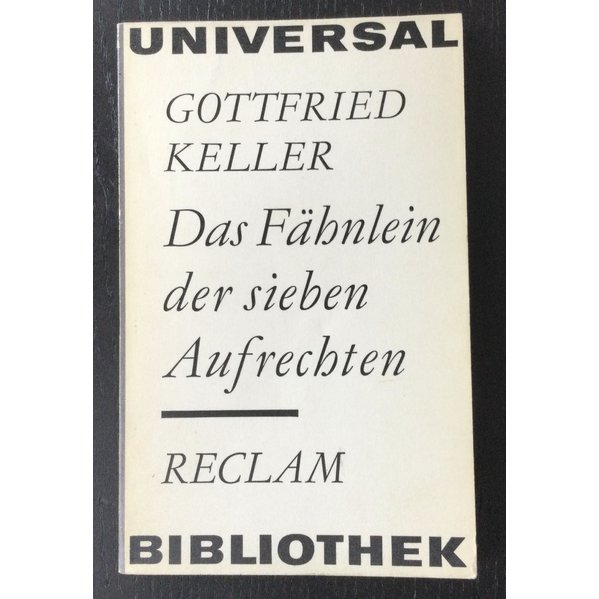 UNIVERSAL
GOTTFRIED
KELLER
Das Fähnlein
der sieben
Aufrechten
RECLAM
BIBLIOTHEK